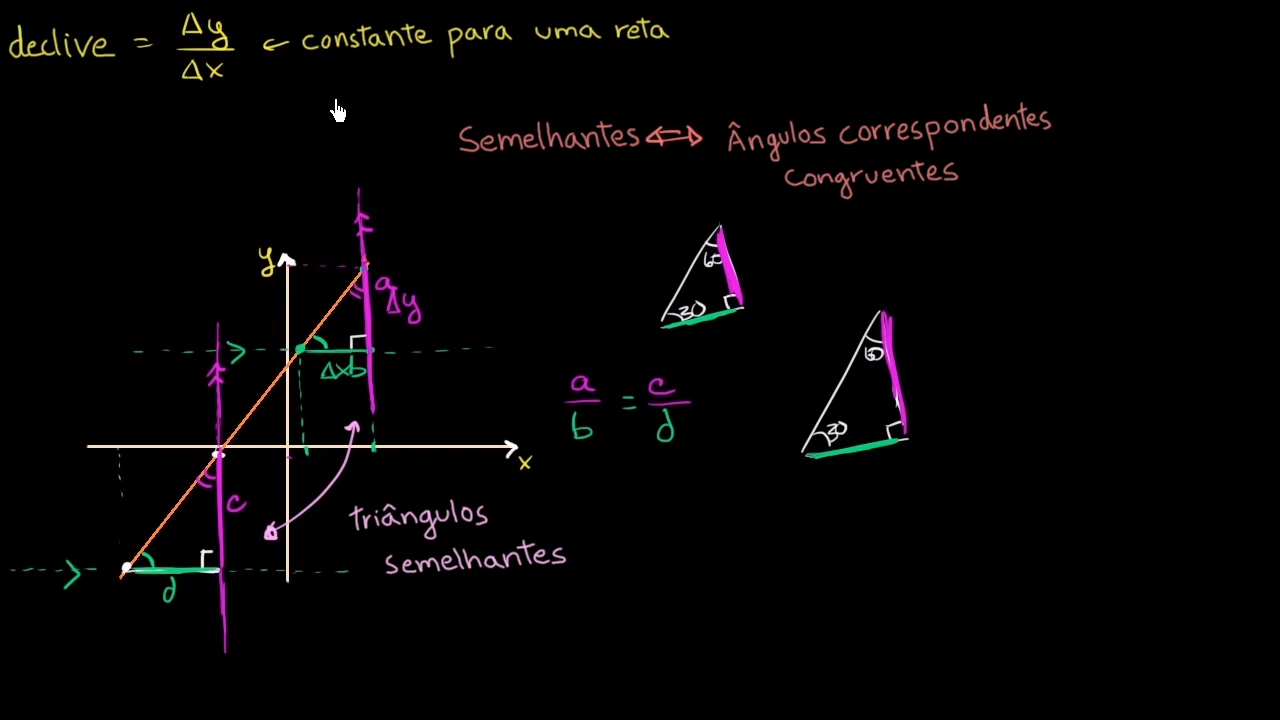 declive = Δy/Δx ← constante para uma reta
Semelhantes ⟺ Ângulos correspondentes
congruentes
y
a
Δy
Δx b
x
c
d
triângulos
semelhantes
a/b = c/d
60
30
60
30